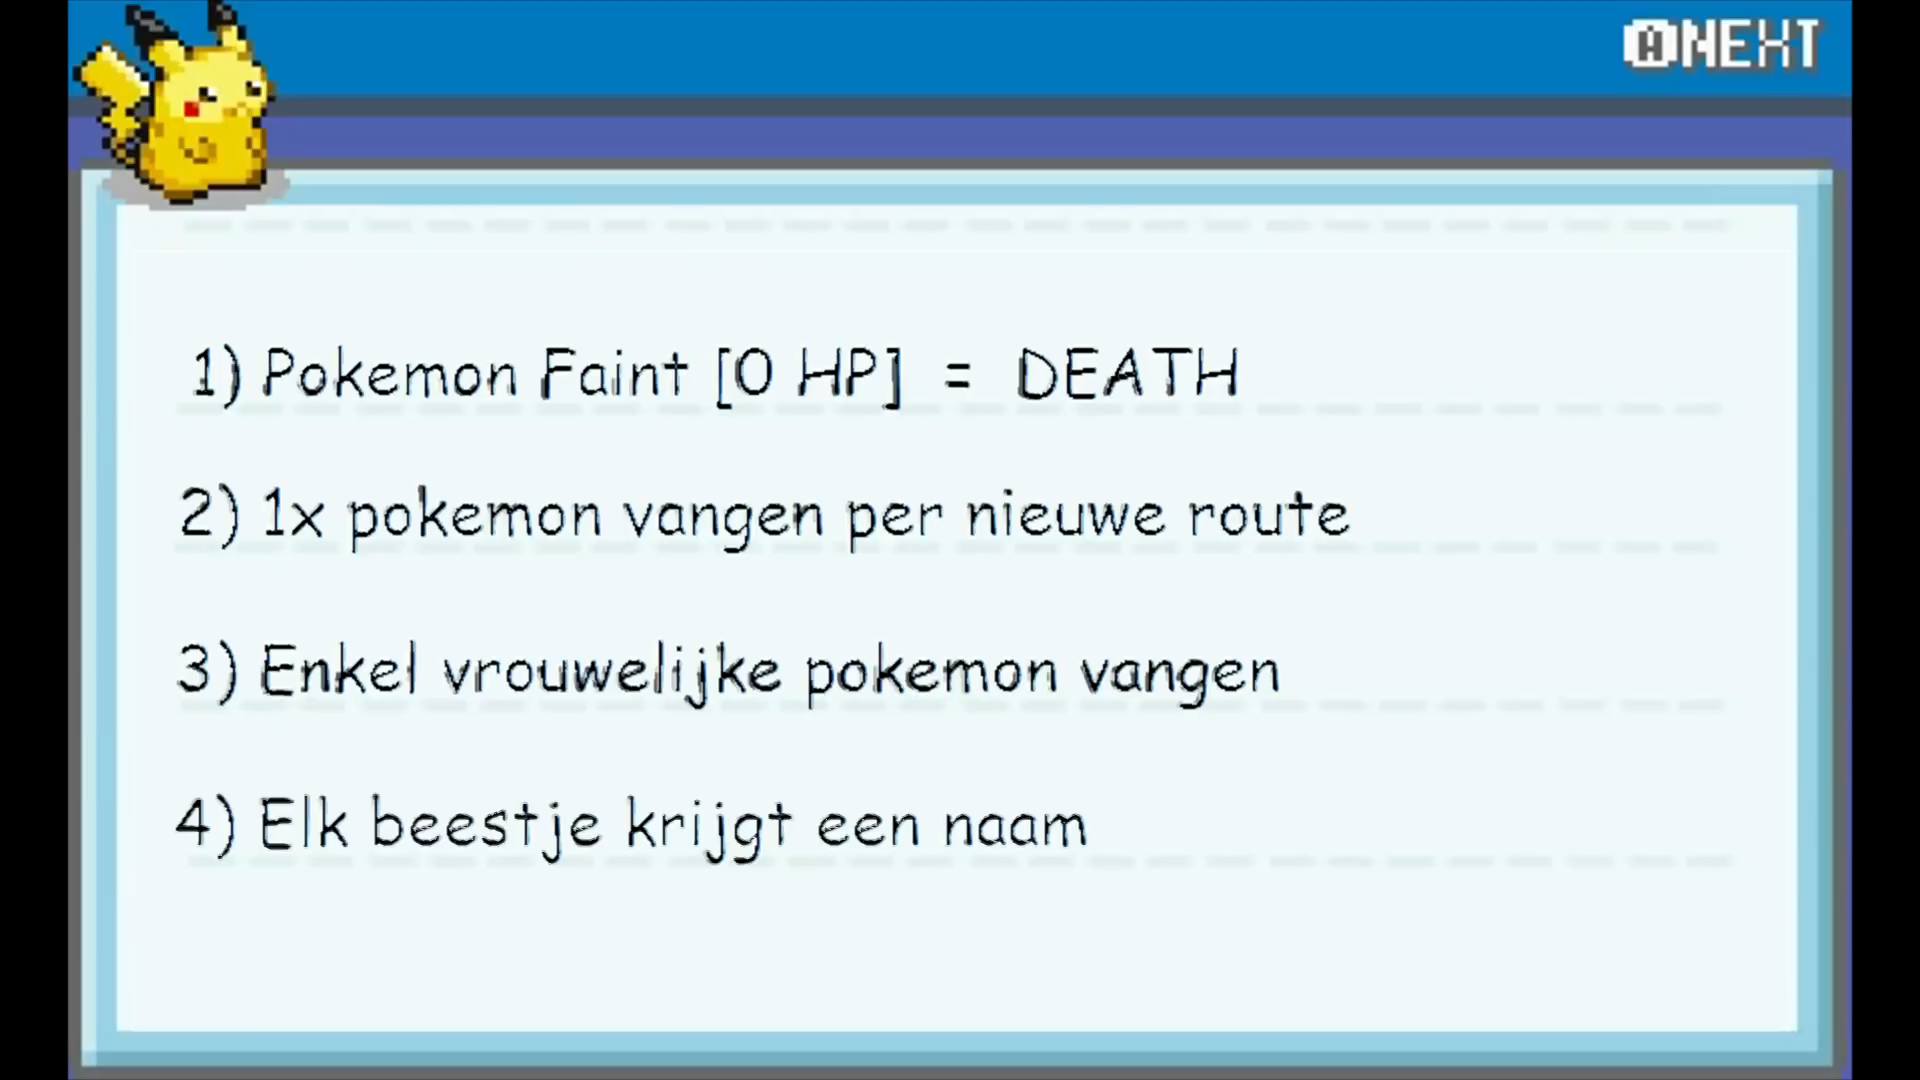 ⒶNEXT
1) Pokemon Faint [0 HP] = DEATH
2) 1x pokemon vangen per nieuwe route
3) Enkel vrouwelijke pokemon vangen
4) Elk beestje krijgt een naam